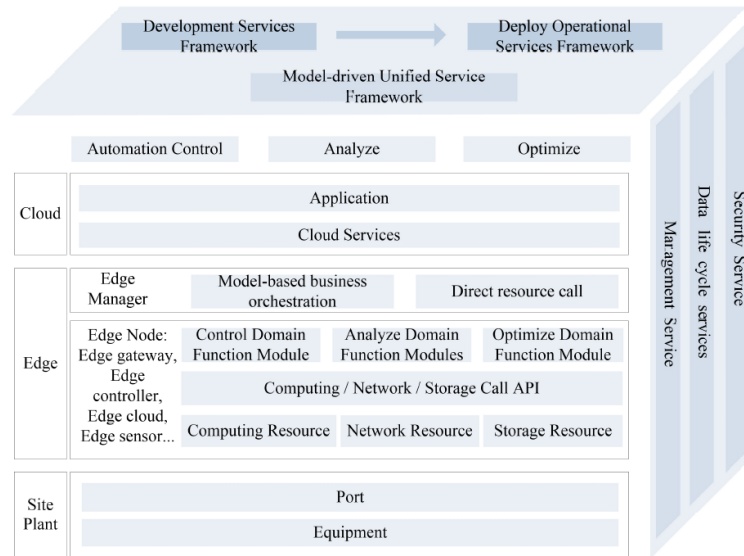 Development Services
Framework
Deploy Operational
Services Framework
Model-driven Unified Service
Framework
Automation Control
Analyze
Optimize
Cloud
Application
Cloud Services
Edge
Edge
Manager
Model-based business
orchestration
Direct resource call
Edge Node:
Edge gateway,
Edge
controller,
Edge cloud,
Edge sensor...
Control Domain
Function Module
Analyze Domain
Function Modules
Optimize Domain
Function Module
Computing / Network / Storage Call API
Computing Resource
Network Resource
Storage Resource
Site
Plant
Port
Equipment
Management Service
Data life cycle services
Security Service